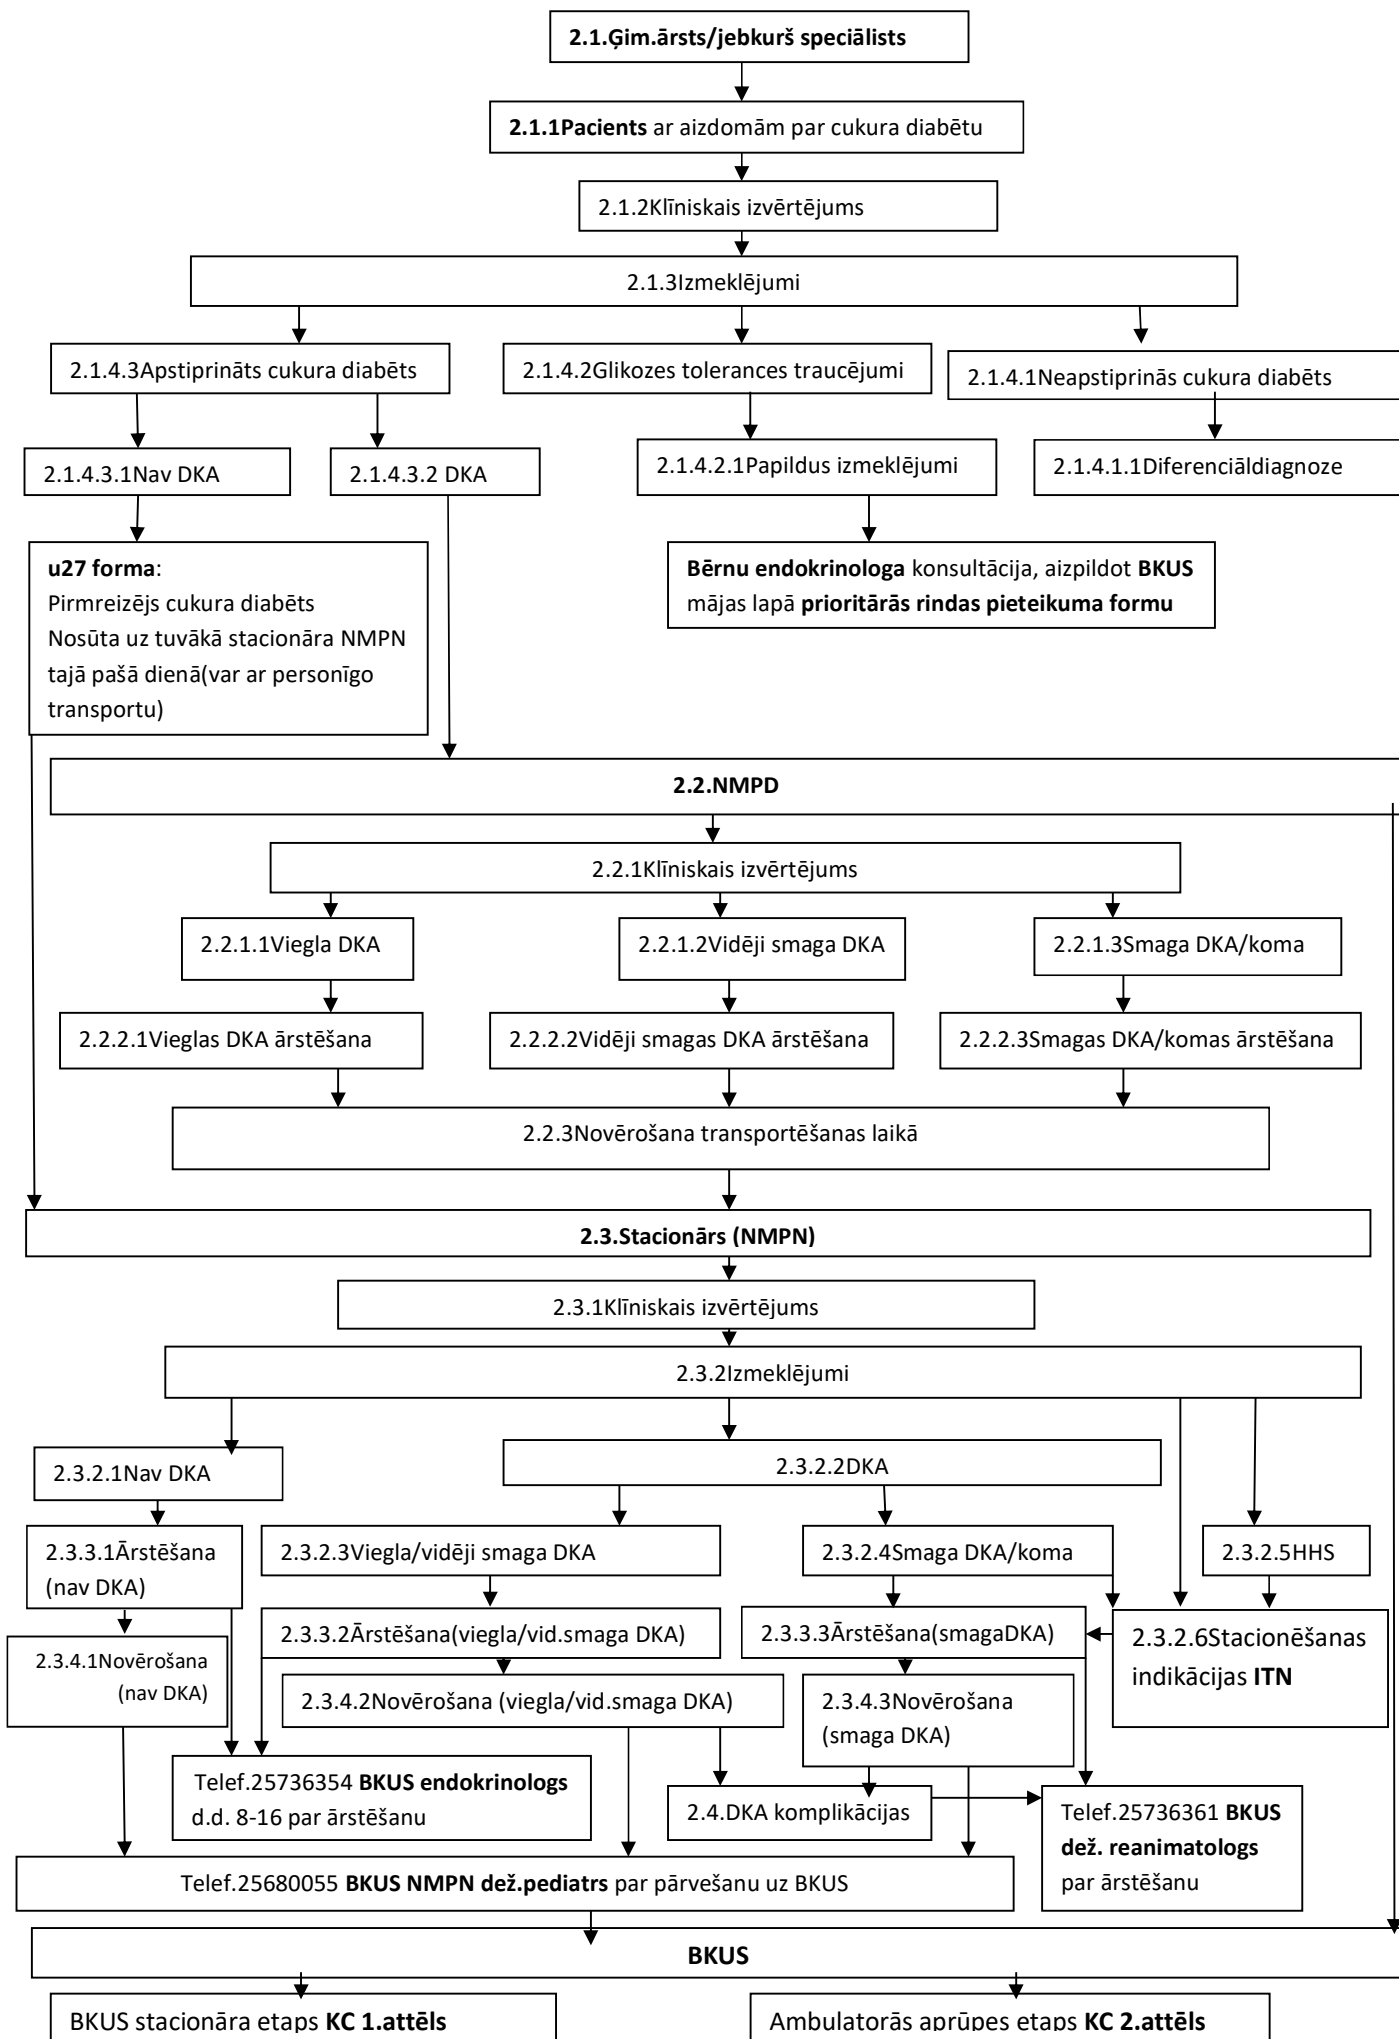 2.1.Ģim.ārsts/jebkurš speciālists
2.1.1Pacients ar aizdomām par cukura diabētu
2.1.2Klīniskais izvērtējums
2.1.3Izmeklējumi
2.1.4.3Apstiprināts cukura diabēts
2.1.4.2Glikozes tolerances traucējumi
2.1.4.1Neapstiprinās cukura diabēts
2.1.4.3.1Nav DKA
2.1.4.3.2 DKA
2.1.4.2.1Papildus izmeklējumi
2.1.4.1.1Diferenciāldiagnoze
u27 forma:
Pirmreizējs cukura diabēts
Nosūta uz tuvākā stacionāra NMPN
tajā pašā dienā(var ar personīgo
transportu)
Bērnu endokrinologa konsultācija, aizpildot BKUS
mājas lapā prioritārās rindas pieteikuma formu
2.2.NMPD
2.2.1Klīniskais izvērtējums
2.2.1.1Viegla DKA
2.2.1.2Vidēji smaga DKA
2.2.1.3Smaga DKA/koma
2.2.2.1Vieglas DKA ārstēšana
2.2.2.2Vidēji smagas DKA ārstēšana
2.2.2.3Smagas DKA/komas ārstēšana
2.2.3Novērošana transportēšanas laikā
2.3.Stacionārs (NMPN)
2.3.1Klīniskais izvērtējums
2.3.2Izmeklējumi
2.3.2.1Nav DKA
2.3.2.2DKA
2.3.3.1Ārstēšana
(nav DKA)
2.3.2.3Viegla/vidēji smaga DKA
2.3.2.4Smaga DKA/koma
2.3.2.5HHS
2.3.4.1Novērošana
(nav DKA)
2.3.3.2Ārstēšana(viegla/vid.smaga DKA)
2.3.3.3Ārstēšana(smagaDKA)
2.3.2.6Stacionēšanas
indikācijas ITN
2.3.4.2Novērošana (viegla/vid.smaga DKA)
2.3.4.3Novērošana
(smaga DKA)
Telef.25736354 BKUS endokrinologs
d.d. 8-16 par ārstēšanu
2.4.DKA komplikācijas
Telef.25736361 BKUS
dež. reanimatologs
par ārstēšanu
Telef.25680055 BKUS NMPN dež.pediatrs par pārvešanu uz BKUS
BKUS
BKUS stacionāra etaps KC 1.attēls
Ambulatorās aprūpes etaps KC 2.attēls